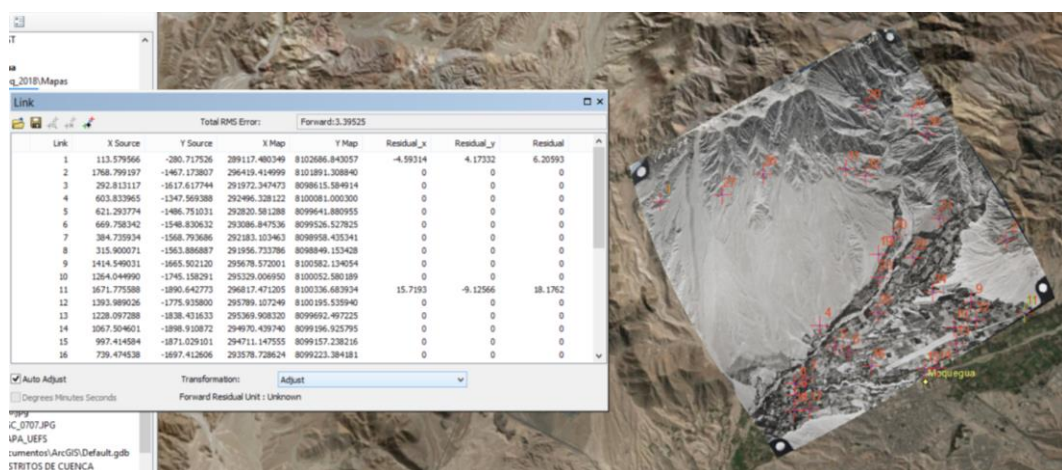 q_2018\Mapas
Link
Total RMS Error: Forward:3.39525
Link X Source Y Source X Map Y Map Residual_x Residual_y Residual
1 113.579566 -280.717526 289117.480349 8102686.843057 -4.59314 4.17332 6.20593
2 1768.799197 -1467.173807 296419.414999 8101891.308840 0 0 0
3 292.813117 -1617.617744 291972.347473 8098615.584914 0 0 0
4 603.833965 -1347.569388 292496.328122 8100081.000300 0 0 0
5 621.293774 -1486.751031 292820.581288 8099641.880955 0 0 0
6 669.758342 -1548.830632 293086.847536 8099526.527825 0 0 0
7 384.735934 -1568.793686 292183.103463 8098958.435341 0 0 0
8 315.900071 -1563.886887 291956.733786 8098849.153428 0 0 0
9 1414.549031 -1665.502120 295678.572001 8100582.134054 0 0 0
10 1264.044990 -1745.158291 295329.006950 8100052.580189 0 0 0
11 1671.775588 -1890.642773 296817.471205 8100336.683934 15.7193 -9.12566 18.1762
12 1393.989026 -1775.935800 295789.107249 8100195.535940 0 0 0
13 1228.097288 -1838.431633 295369.908320 8099692.497225 0 0 0
14 1067.504601 -1898.910872 294970.439740 8099196.925795 0 0 0
15 997.414584 -1871.029101 294711.147555 8099157.238216 0 0 0
16 739.474538 -1697.412606 293578.728624 8099223.384181 0 0 0
Auto Adjust Transformation: Adjust
Degrees Minutes Seconds Forward Residual Unit : Unknown
C_0707.JPG
APA_UEFS
cumentos\ArcGIS\Default.gdb
STRITOS DE CUENCA
4
9
11
Moquegua